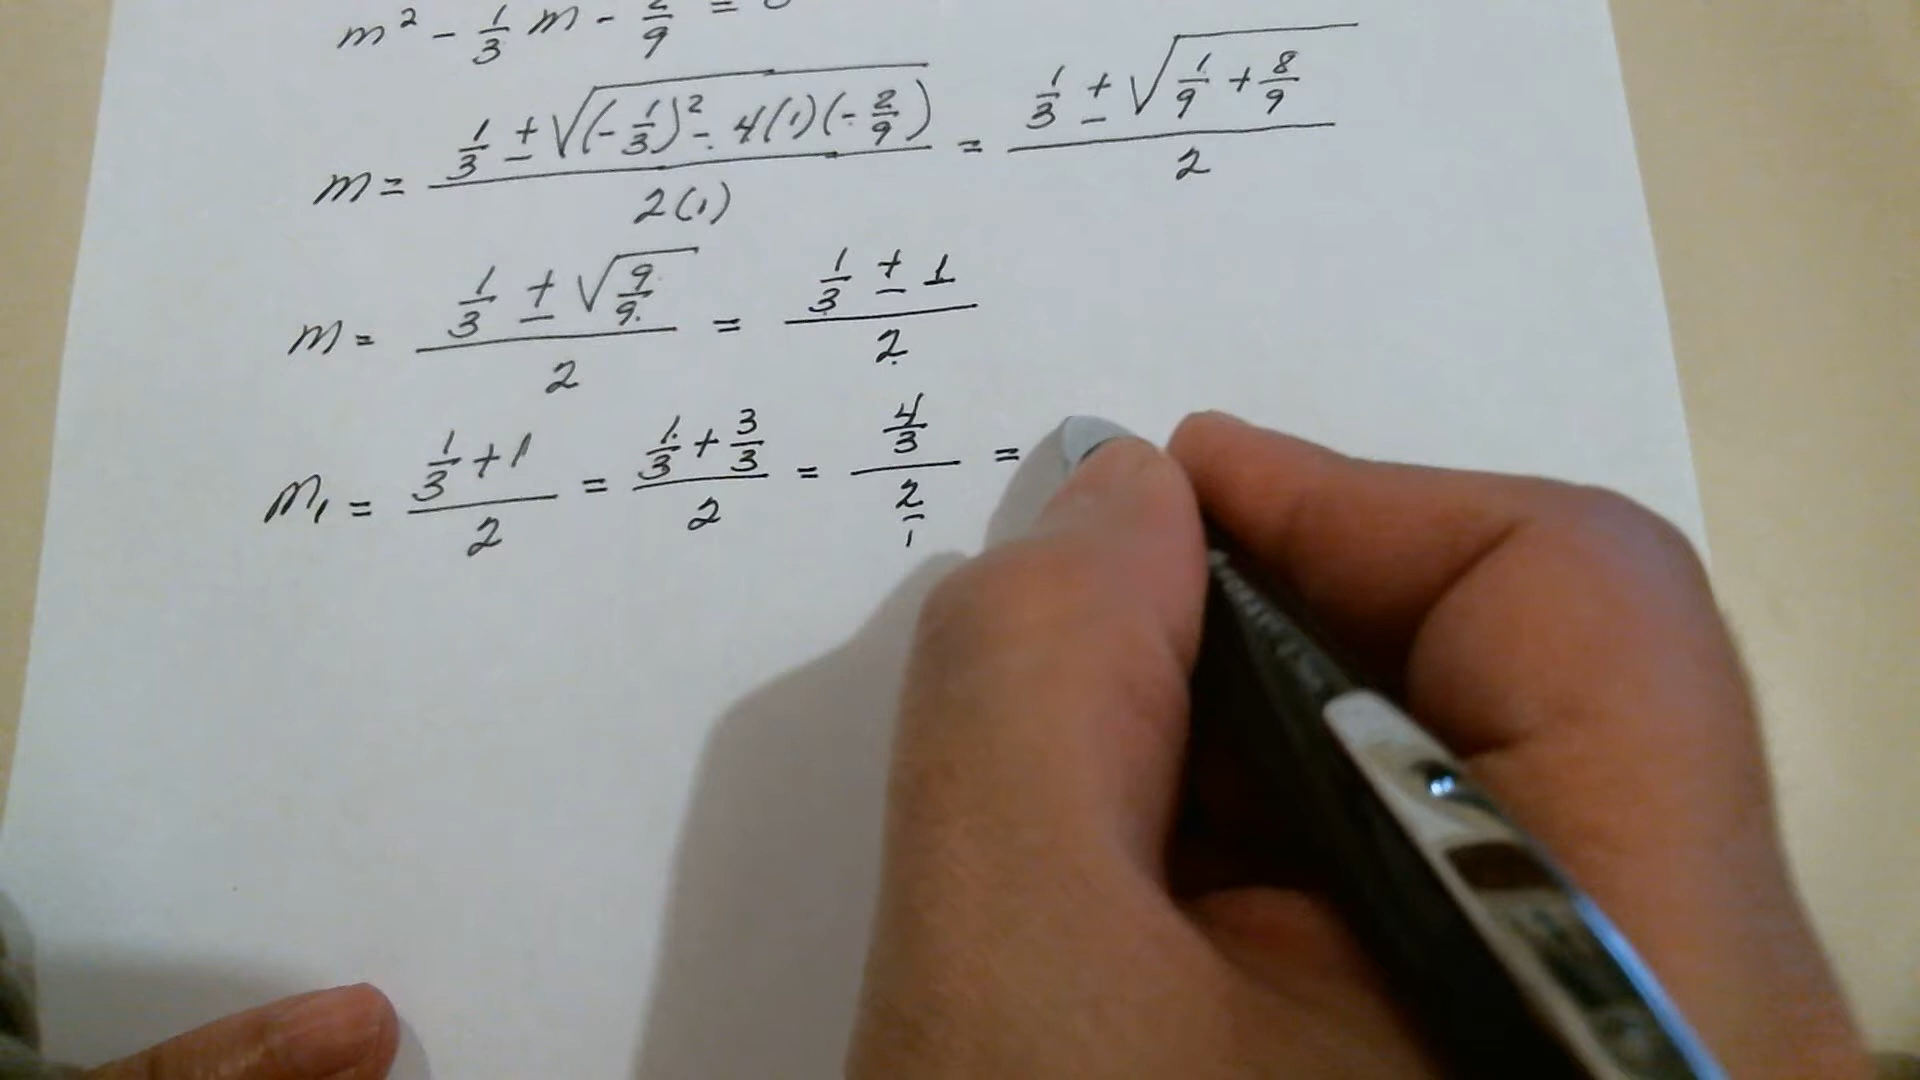 m² - 1/3 m - 2/9 = 0
m = (1/3 ± √((-1/3)² - 4(1)(-2/9))) / 2(1) = (1/3 ± √(1/9 + 8/9)) / 2
m = (1/3 ± √(9/9)) / 2 = (1/3 ± 1) / 2
m₁ = (1/3 + 1) / 2 = (1/3 + 3/3) / 2 = (4/3) / (2/1) =